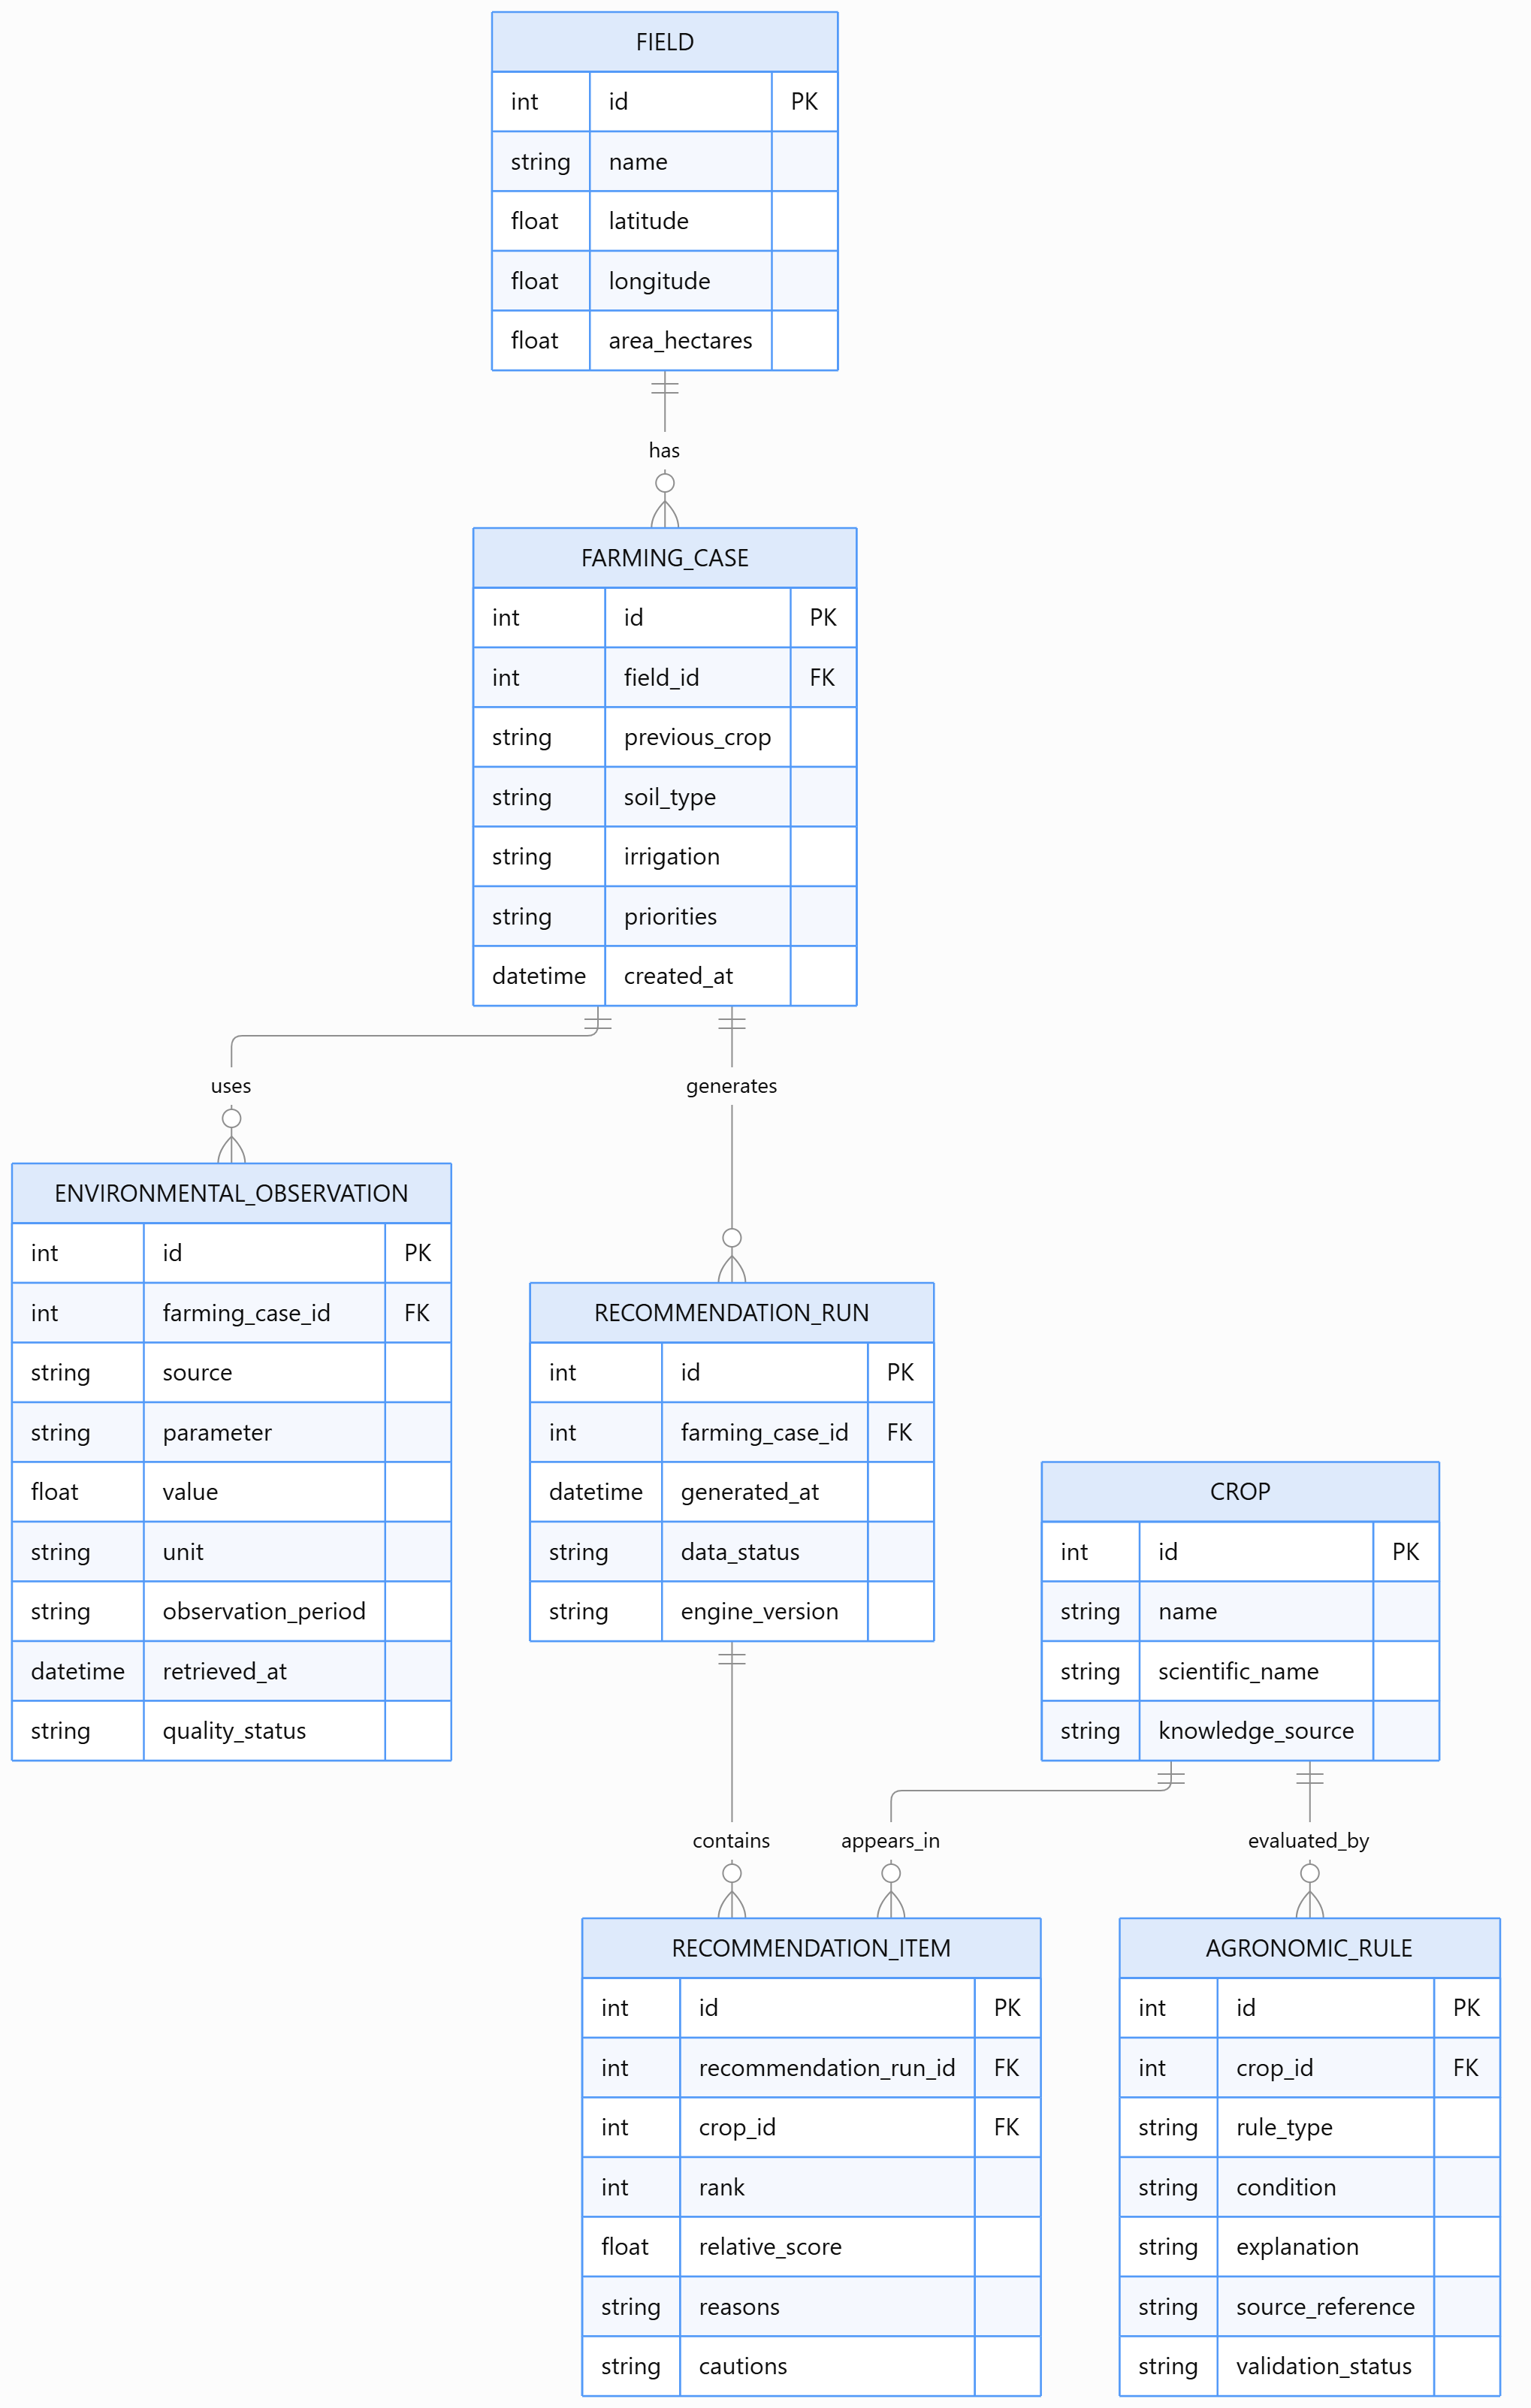 FIELD
int id PK
string name
float latitude
float longitude
float area_hectares
has
FARMING_CASE
int id PK
int field_id FK
string previous_crop
string soil_type
string irrigation
string priorities
datetime created_at
uses
generates
ENVIRONMENTAL_OBSERVATION
int id PK
int farming_case_id FK
string source
string parameter
float value
string unit
string observation_period
datetime retrieved_at
string quality_status
RECOMMENDATION_RUN
int id PK
int farming_case_id FK
datetime generated_at
string data_status
string engine_version
CROP
int id PK
string name
string scientific_name
string knowledge_source
contains
appears_in
evaluated_by
RECOMMENDATION_ITEM
int id PK
int recommendation_run_id FK
int crop_id FK
int rank
float relative_score
string reasons
string cautions
AGRONOMIC_RULE
int id PK
int crop_id FK
string rule_type
string condition
string explanation
string source_reference
string validation_status